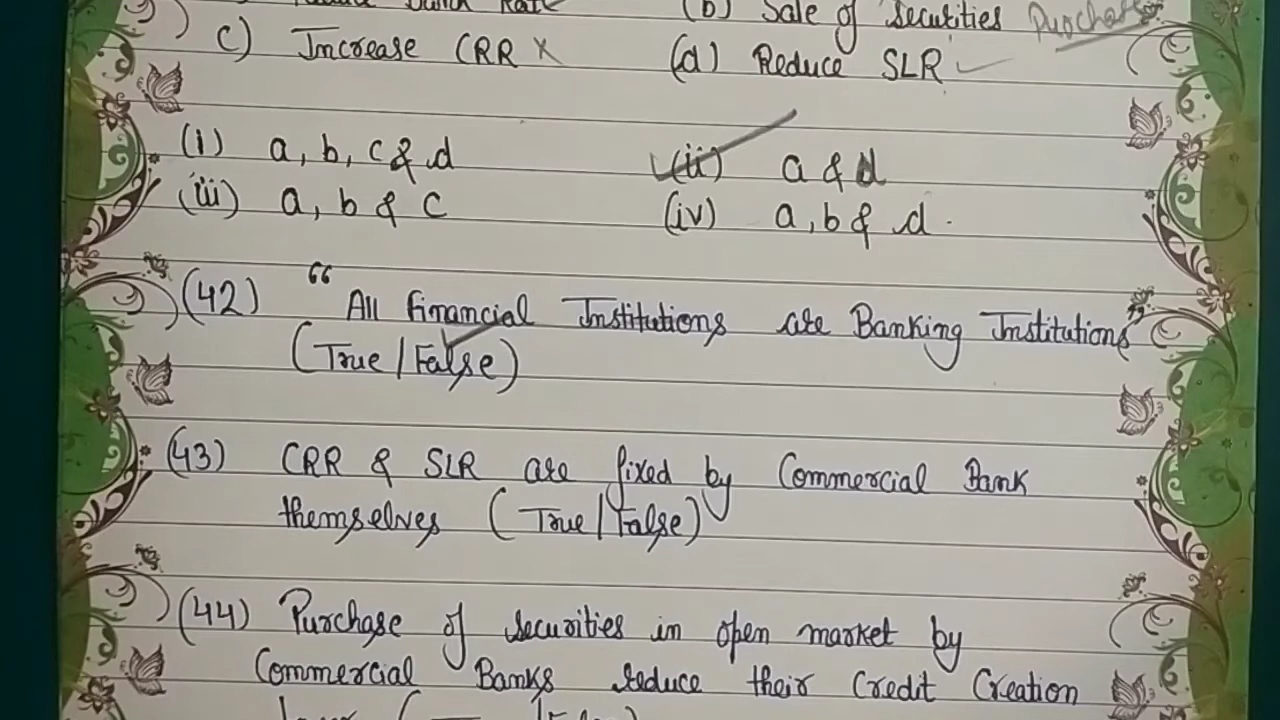 (b) Sale of Securities Purchase
c) Increase CRR × (d) Reduce SLR ✓
(i) a, b, c & d (ii) a & d
(iii) a, b & c (iv) a, b & d.
(42) "All Financial Institutions are Banking Institutions"
(True/False)
(43) CRR & SLR are fixed by Commercial Bank
themselves (True/False)
(44) Purchase of securities in open market by
Commercial Banks reduce their Credit Creation